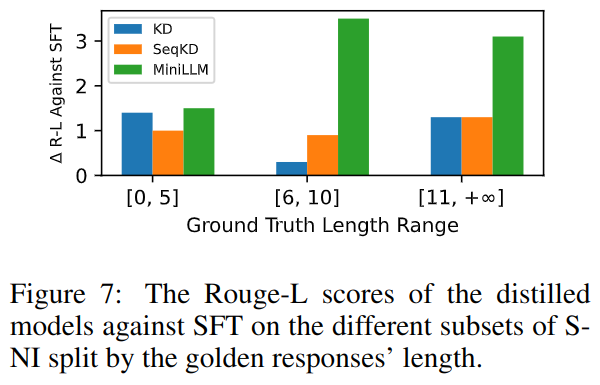 Δ R-L Against SFT
3
2
1
0
KD
SeqKD
MiniLLM
[0, 5]
[6, 10]
[11, +∞]
Ground Truth Length Range
Figure 7: The Rouge-L scores of the distilled
models against SFT on the different subsets of S-
NI split by the golden responses’ length.